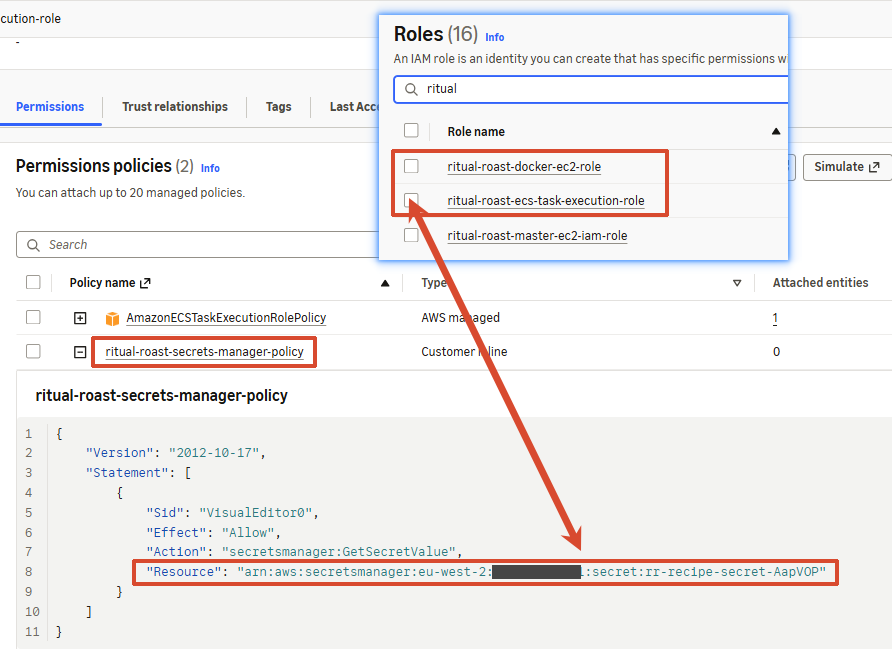 cution-role
-
Permissions
Trust relationships
Tags
Last Acc
Roles (16) Info
An IAM role is an identity you can create that has specific permissions w
ritual
Role name
ritual-roast-docker-ec2-role
ritual-roast-ecs-task-execution-role
ritual-roast-master-ec2-iam-role
Permissions policies (2) Info
You can attach up to 20 managed policies.
Simulate
Search
Policy name
Type
Attached entities
AmazonECSTaskExecutionRolePolicy
AWS managed
1
ritual-roast-secrets-manager-policy
Customer inline
0
ritual-roast-secrets-manager-policy
1 {
2 "Version": "2012-10-17",
3 "Statement": [
4 {
5 "Sid": "VisualEditor0",
6 "Effect": "Allow",
7 "Action": "secretsmanager:GetSecretValue",
8 "Resource": "arn:aws:secretsmanager:eu-west-2: :secret:rr-recipe-secret-AapVOP"
9 }
10 ]
11 }